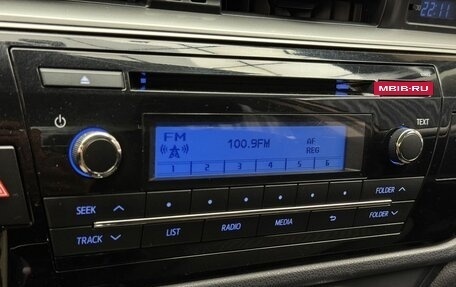 22:11
MIB-RU
TEXT
FM
100.9FM
AF
REG
1 2 3 4 5 6
SEEK
FOLDER
TRACK
LIST
RADIO
MEDIA
FOLDER